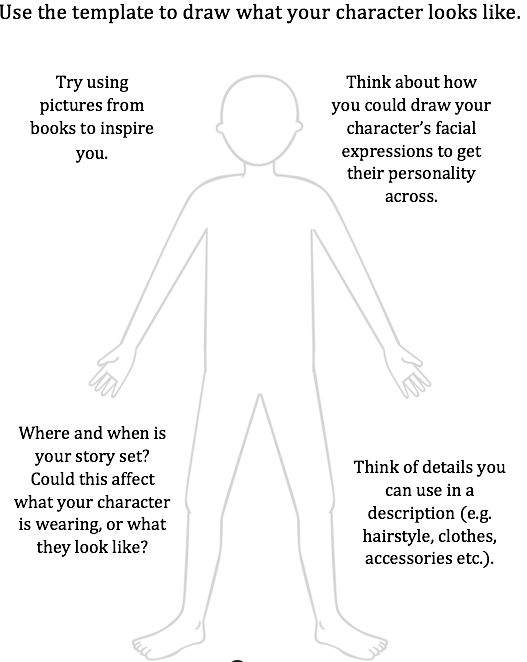 Use the template to draw what your character looks like.
Try using
pictures from
books to inspire
you.
Think about how
you could draw your
character's facial
expressions to get
their personality
across.
Where and when is
your story set?
Could this affect
what your character
is wearing, or what
they look like?
Think of details you
can use in a
description (e.g.
hairstyle, clothes,
accessories etc.).